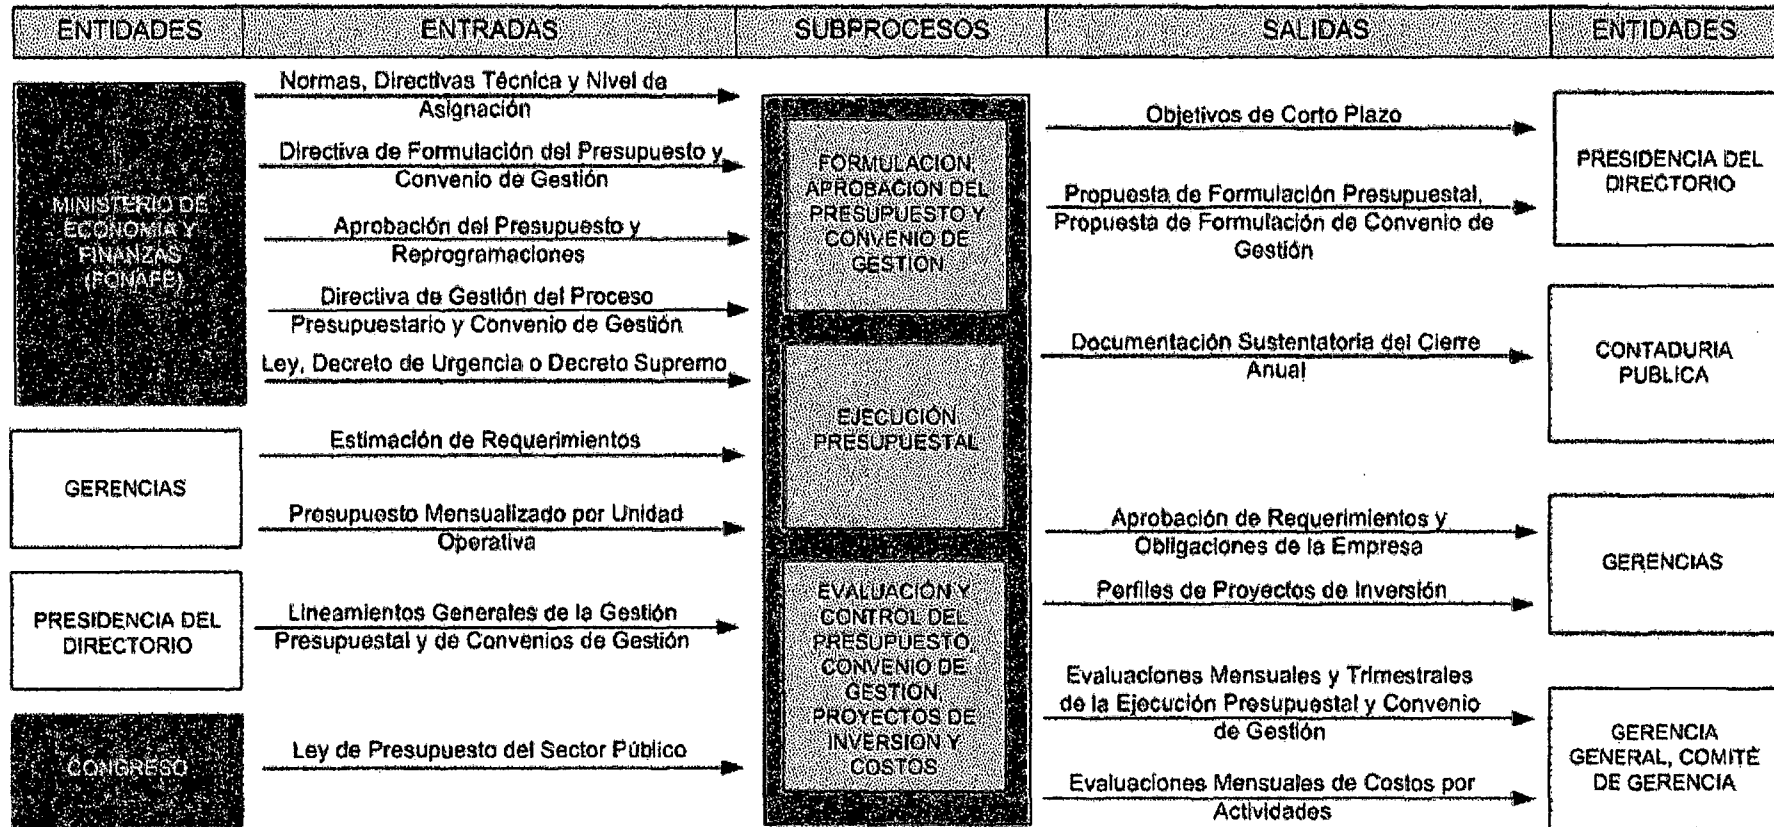 ENTIDADES
ENTRADAS
SUBPROCESOS
SALIDAS
ENTIDADES
MINISTERIO DE
ECONOMIA Y
FINANZAS
(FONAFE)
Normas, Directivas Técnica y Nivel de
Asignación
Directiva de Formulación del Presupuesto y
Convenio de Gestión
Aprobación del Presupuesto y
Reprogramaciones
Directiva de Gestión del Proceso
Presupuestario y Convenio de Gestión
Ley, Decreto de Urgencia o Decreto Supremo
GERENCIAS
Estimación de Requerimientos
Presupuesto Mensualizado por Unidad
Operativa
PRESIDENCIA DEL
DIRECTORIO
Lineamientos Generales de la Gestión
Presupuestal y de Convenios de Gestión
CONGRESO
Ley de Presupuesto del Sector Público
FORMULACION,
APROBACION DEL
PRESUPUESTO Y
CONVENIO DE
GESTION
EJECUCIÓN
PRESUPUESTAL
EVALUACIÓN Y
CONTROL DEL
PRESUPUESTO,
CONVENIO DE
GESTION,
PROYECTOS DE
INVERSION Y
COSTOS
Objetivos de Corto Plazo
Propuesta de Formulación Presupuestal,
Propuesta de Formulación de Convenio de
Gestión
PRESIDENCIA DEL
DIRECTORIO
Documentación Sustentatoria del Cierre
Anual
CONTADURIA
PUBLICA
Aprobación de Requerimientos y
Obligaciones de la Empresa
Perfiles de Proyectos de Inversión
GERENCIAS
Evaluaciones Mensuales y Trimestrales
de la Ejecución Presupuestal y Convenio
de Gestión
Evaluaciones Mensuales de Costos por
Actividades
GERENCIA
GENERAL, COMITÉ
DE GERENCIA